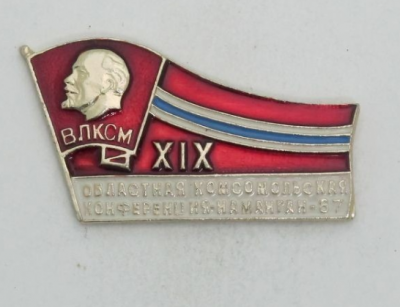 ВЛКСМ
XIX
ОБЛАСТНАЯ КОМСОМОЛЬСКАЯ
КОНФЕРЕНЦИЯ·НАМАНГАН-87